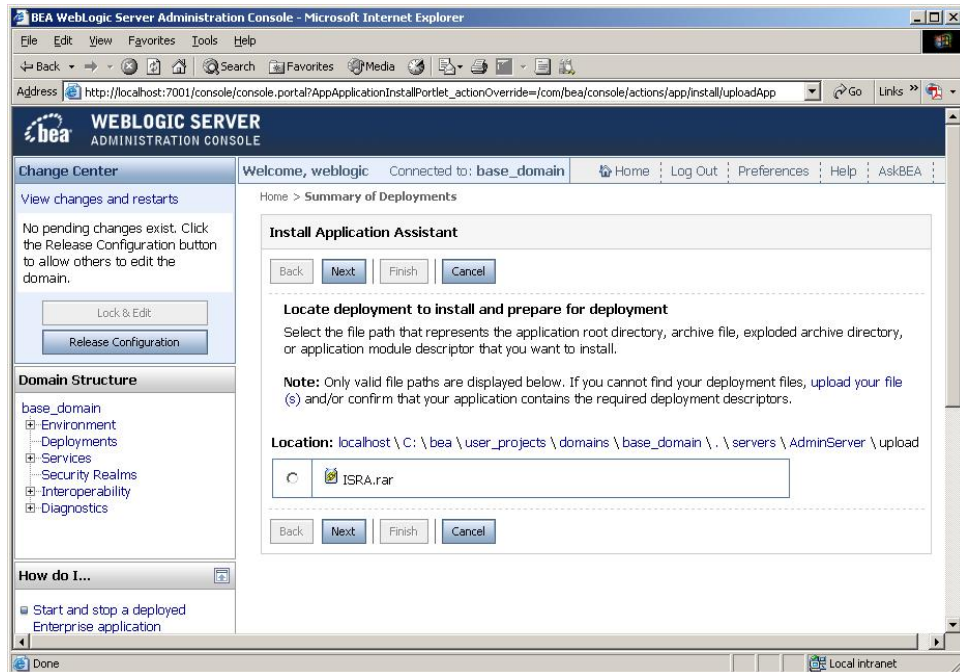 BEA WebLogic Server Administration Console - Microsoft Internet Explorer
File Edit View Favorites Tools Help
Back Search Favorites Media
Address http://localhost:7001/console/console.portal?AppApplicationInstallPortlet_actionOverride=/com/bea/console/actions/app/install/uploadApp Go Links »
bea WEBLOGIC SERVER
ADMINISTRATION CONSOLE
Change Center
View changes and restarts
No pending changes exist. Click
the Release Configuration button
to allow others to edit the
domain.
Lock & Edit
Release Configuration
Domain Structure
base_domain
Environment
Deployments
Services
Security Realms
Interoperability
Diagnostics
How do I...
Start and stop a deployed
Enterprise application
Welcome, weblogic Connected to: base_domain Home Log Out Preferences Help AskBEA
Home > Summary of Deployments
Install Application Assistant
Back Next Finish Cancel
Locate deployment to install and prepare for deployment
Select the file path that represents the application root directory, archive file, exploded archive directory,
or application module descriptor that you want to install.
Note: Only valid file paths are displayed below. If you cannot find your deployment files, upload your file
(s) and/or confirm that your application contains the required deployment descriptors.
Location: localhost \ C: \ bea \ user_projects \ domains \ base_domain \ . \ servers \ AdminServer \ upload
ISRA.rar
Back Next Finish Cancel
Done Local intranet